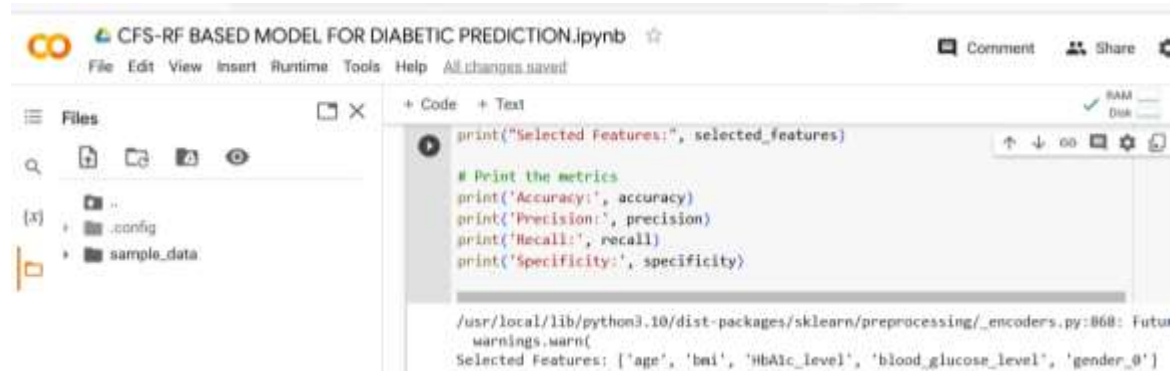 CO
CFS-RF BASED MODEL FOR DIABETIC PREDICTION.ipynb
File Edit View Insert Runtime Tools Help All changes saved
Comment Share
Files
+ Code + Text
RAM
Disk
..
{x}
.config
sample_data
print("Selected Features:", selected_features)
# Print the metrics
print('Accuracy:', accuracy)
print('Precision:', precision)
print('Recall:', recall)
print('Specificity:', specificity)
/usr/local/lib/python3.10/dist-packages/sklearn/preprocessing/_encoders.py:868: Futur
warnings.warn(
Selected Features: ['age', 'bmi', 'HbA1c_level', 'blood_glucose_level', 'gender_0']